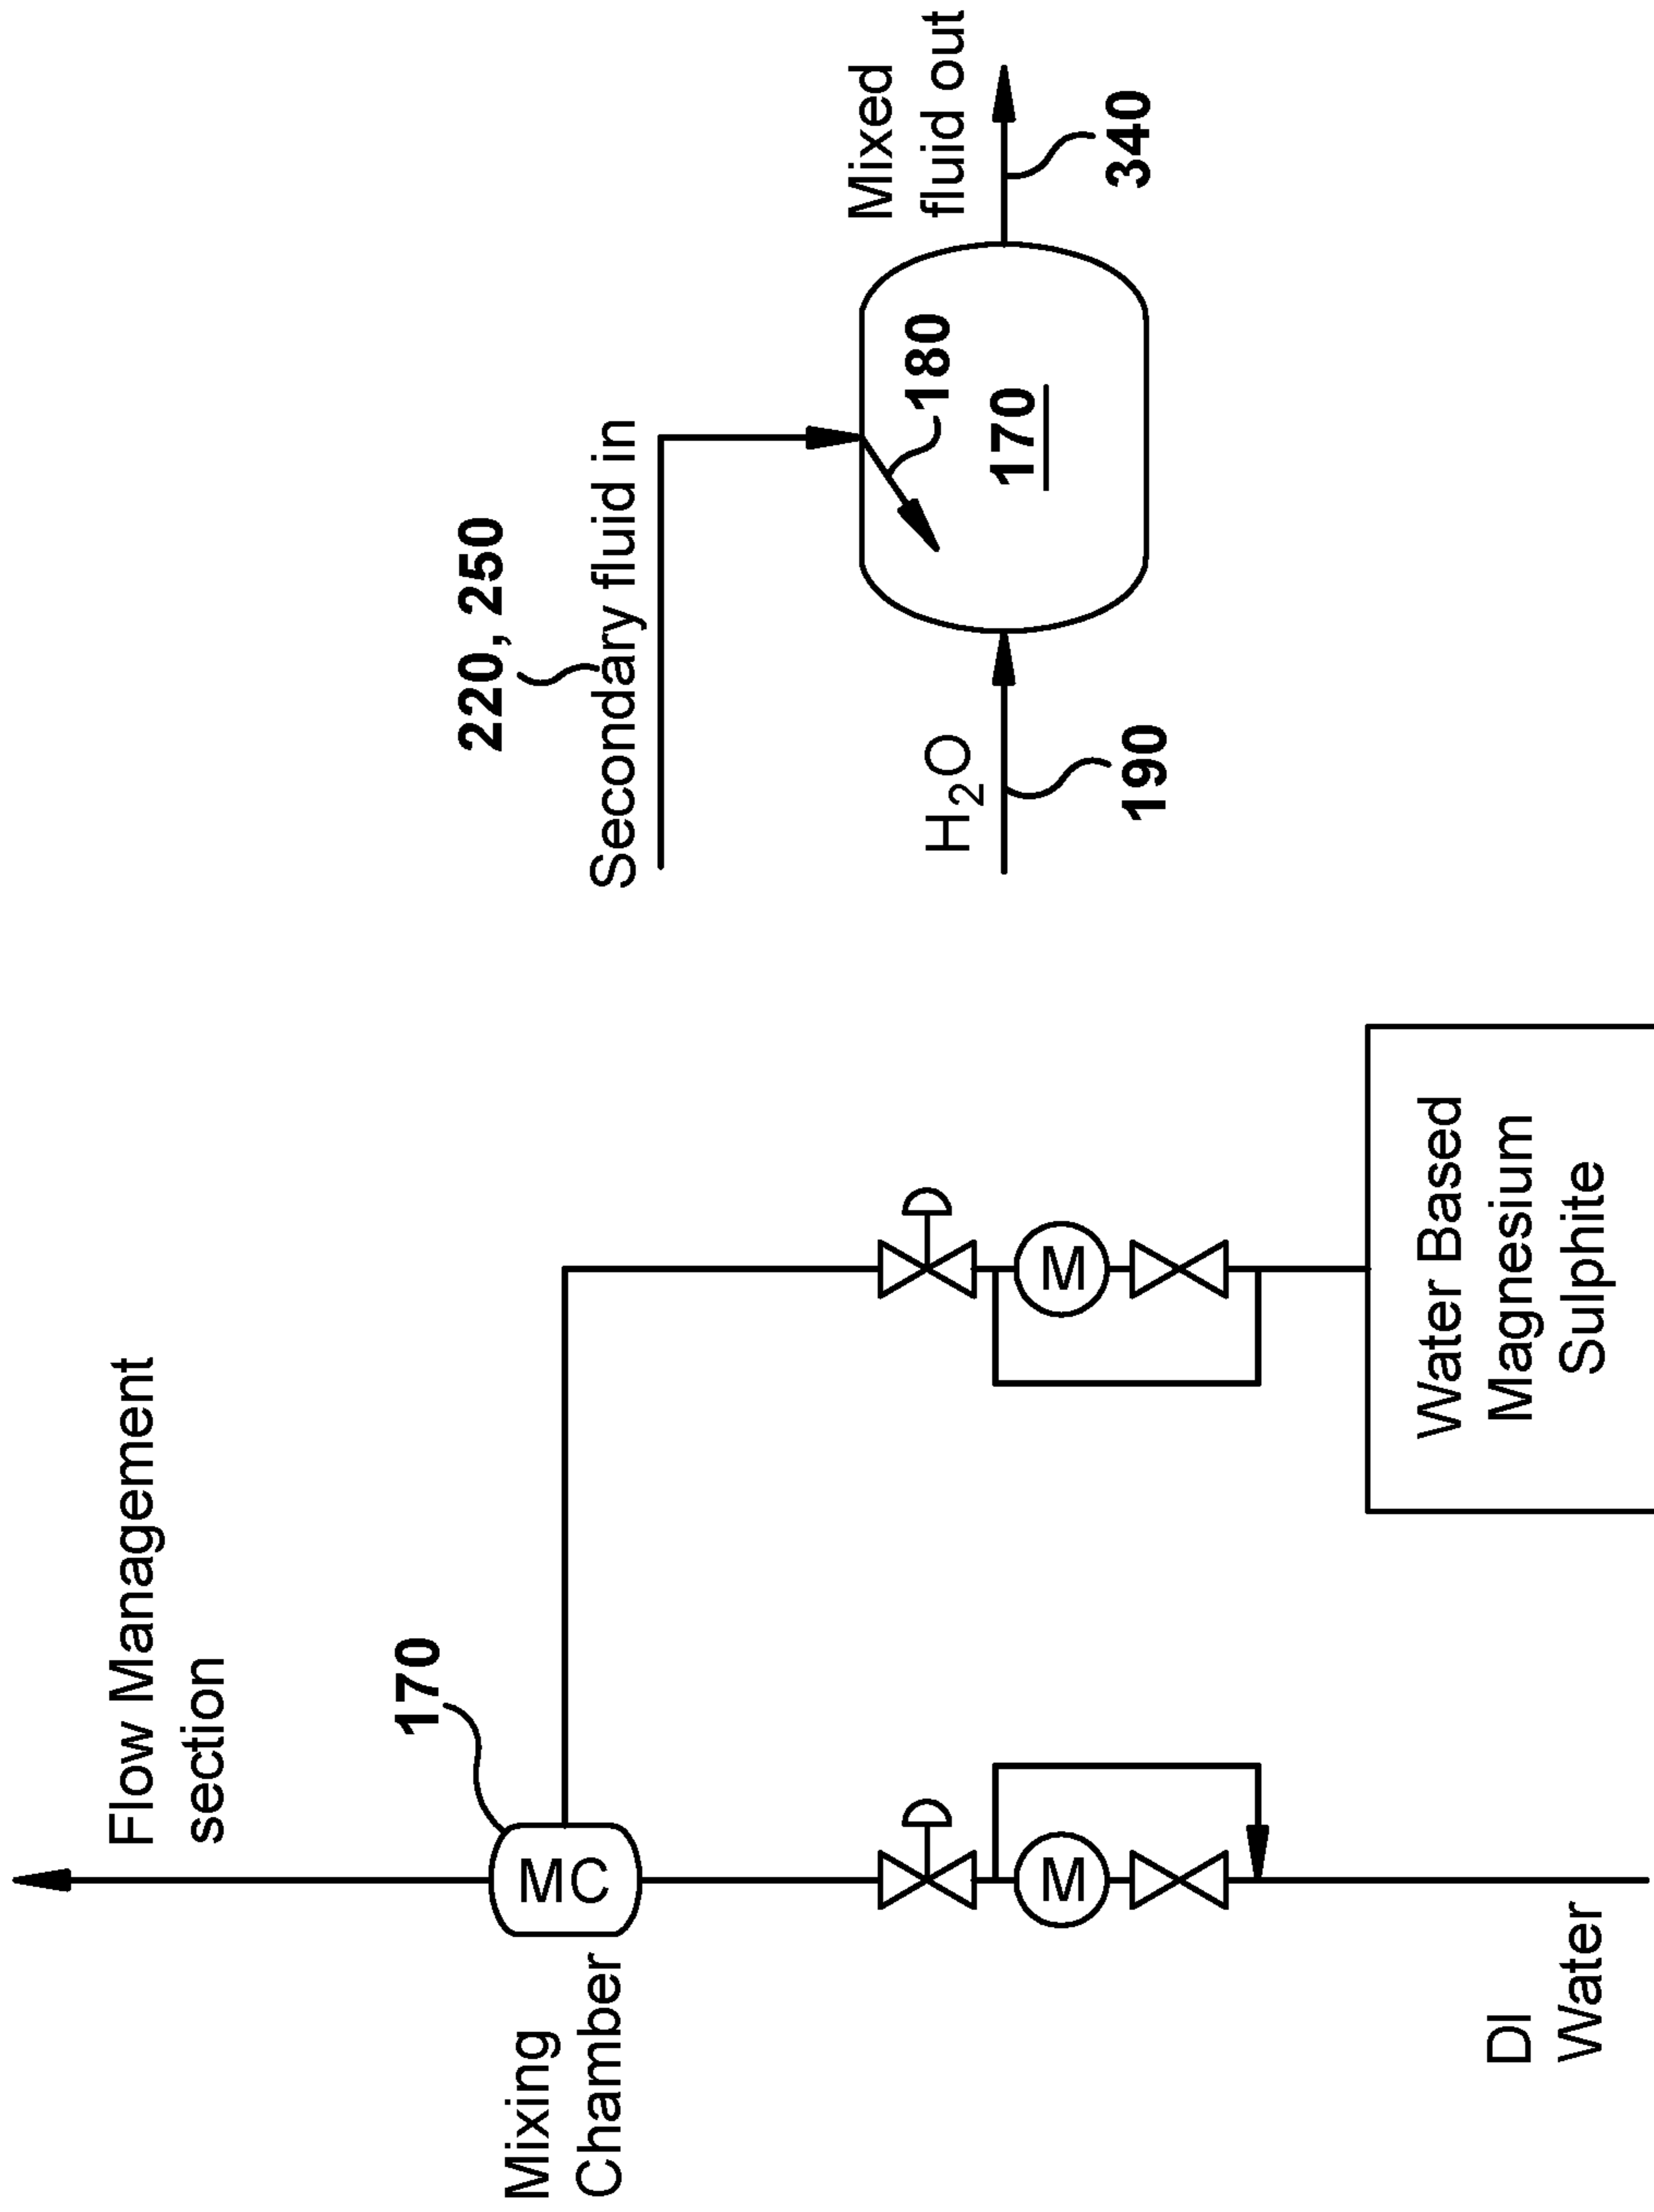 Flow Management
section
170
MC
Mixing
Chamber
M
M
DI
Water
Water Based
Magnesium
Sulphite
220, 250
Secondary fluid in
Mixed
fluid out
H₂O
180
170
190
340